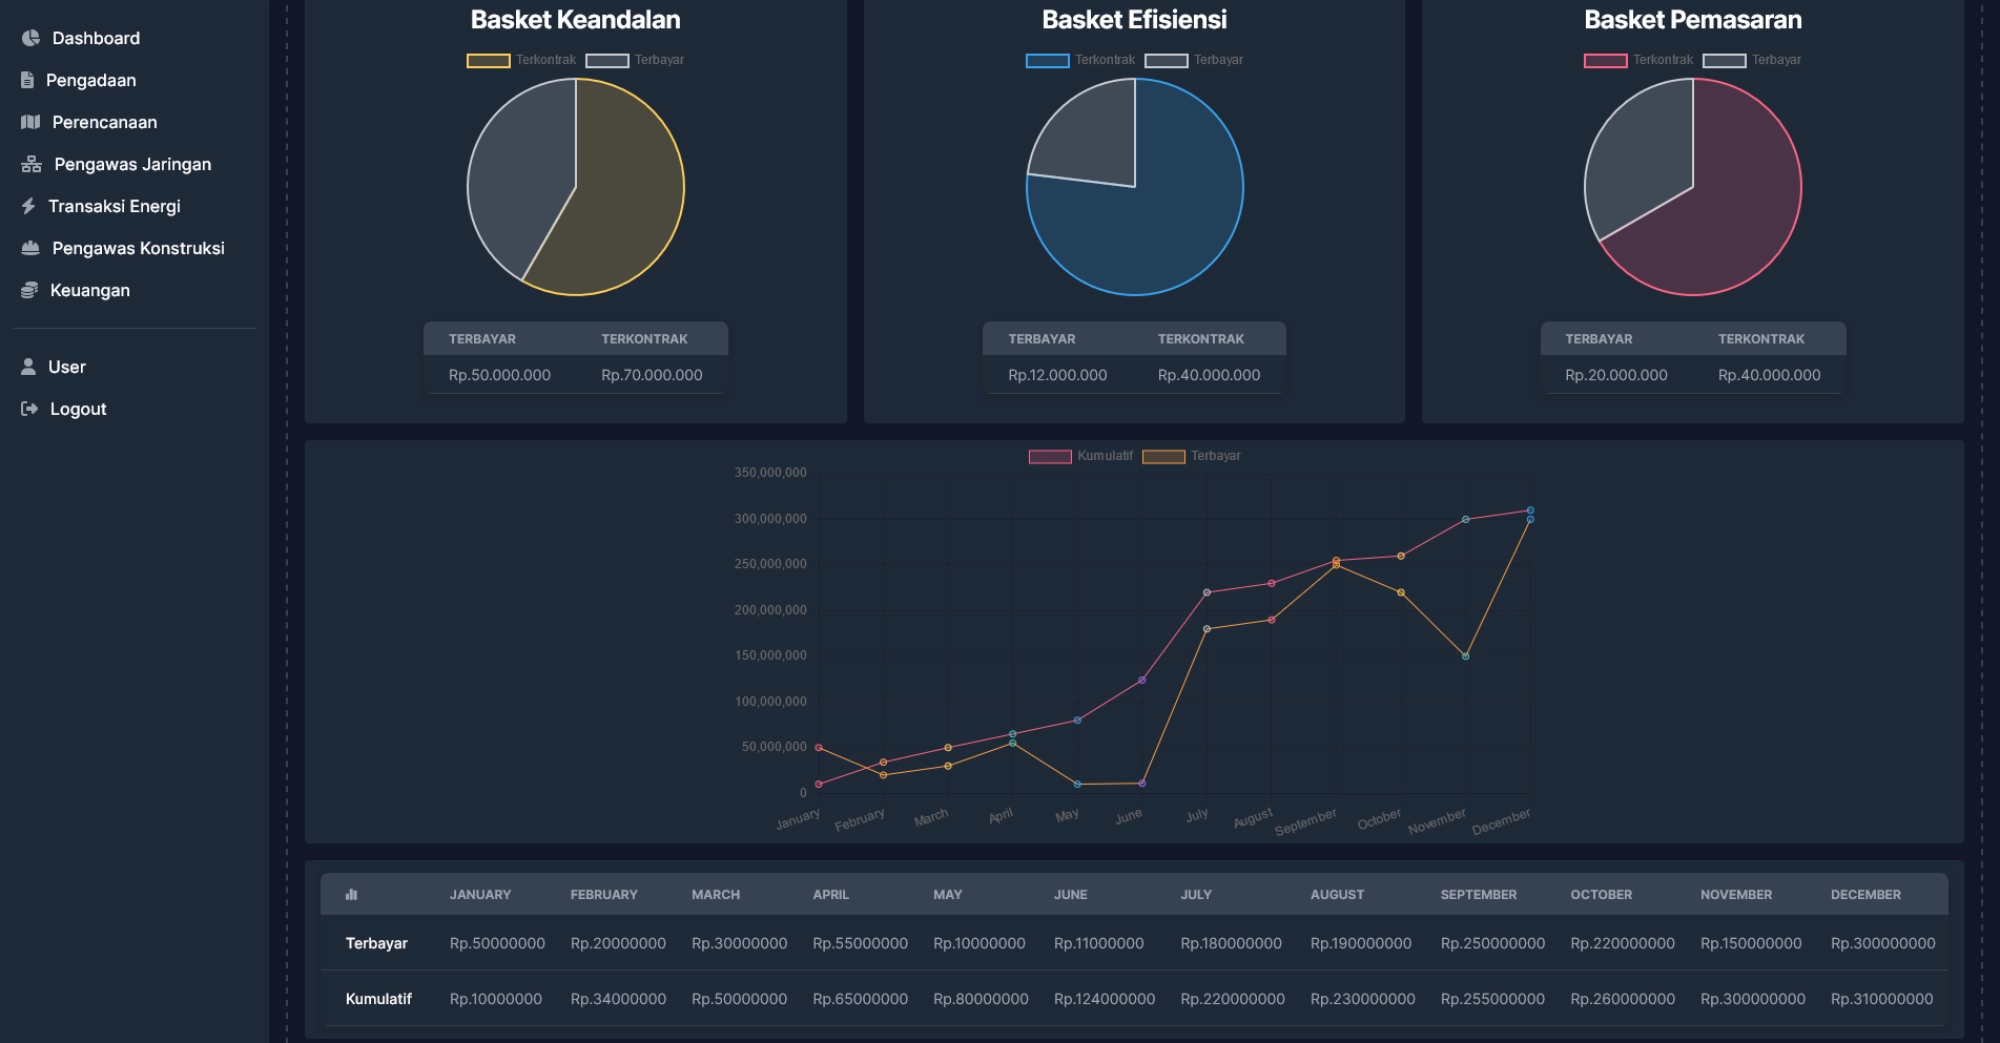 Dashboard
Pengadaan
Perencanaan
Pengawas Jaringan
Transaksi Energi
Pengawas Konstruksi
Keuangan
User
Logout
Basket Keandalan
Terkontrak Terbayar
TERBAYAR TERKONTRAK
Rp.50.000.000 Rp.70.000.000
Basket Efisiensi
Terkontrak Terbayar
TERBAYAR TERKONTRAK
Rp.12.000.000 Rp.40.000.000
Basket Pemasaran
Terkontrak Terbayar
TERBAYAR TERKONTRAK
Rp.20.000.000 Rp.40.000.000
Kumulatif Terbayar
350,000,000
300,000,000
250,000,000
200,000,000
150,000,000
100,000,000
50,000,000
0
January February March April May June July August September October November December
JANUARY FEBRUARY MARCH APRIL MAY JUNE JULY AUGUST SEPTEMBER OCTOBER NOVEMBER DECEMBER
Terbayar Rp.50000000 Rp.20000000 Rp.30000000 Rp.55000000 Rp.10000000 Rp.11000000 Rp.180000000 Rp.190000000 Rp.250000000 Rp.220000000 Rp.150000000 Rp.300000000
Kumulatif Rp.10000000 Rp.34000000 Rp.50000000 Rp.65000000 Rp.80000000 Rp.124000000 Rp.220000000 Rp.230000000 Rp.255000000 Rp.260000000 Rp.300000000 Rp.310000000